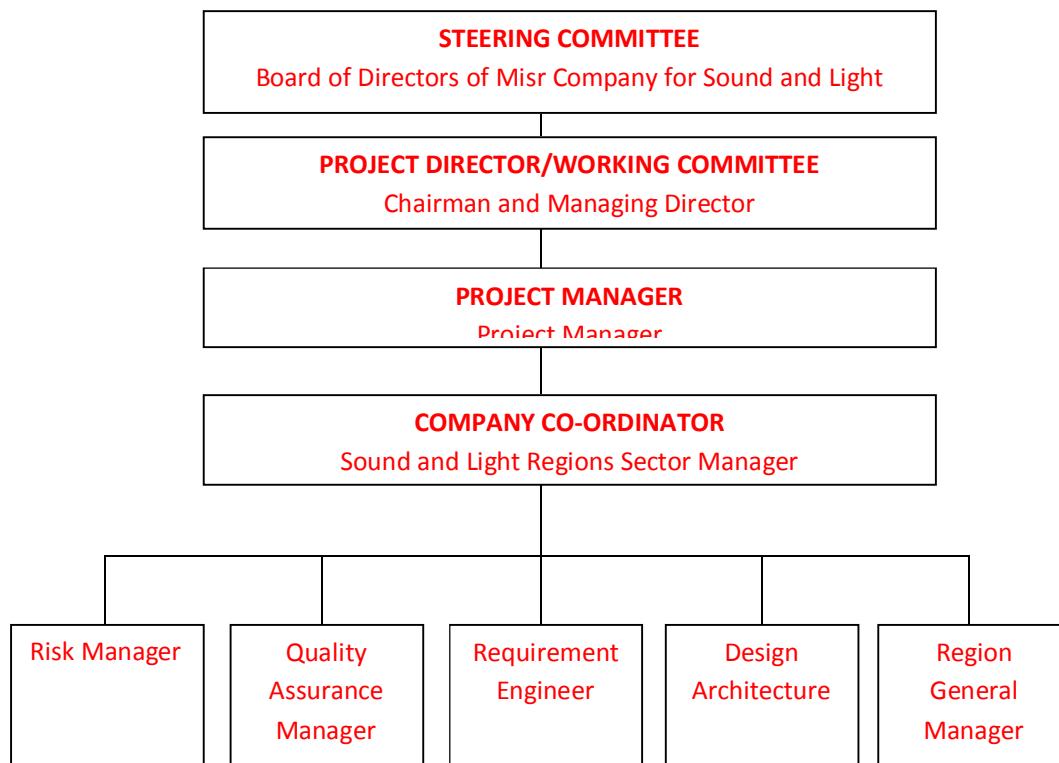 STEERING COMMITTEE
Board of Directors of Misr Company for Sound and Light
PROJECT DIRECTOR/WORKING COMMITTEE
Chairman and Managing Director
PROJECT MANAGER
Project Manager
COMPANY CO-ORDINATOR
Sound and Light Regions Sector Manager
Risk Manager
Quality
Assurance
Manager
Requirement
Engineer
Design
Architecture
Region
General
Manager